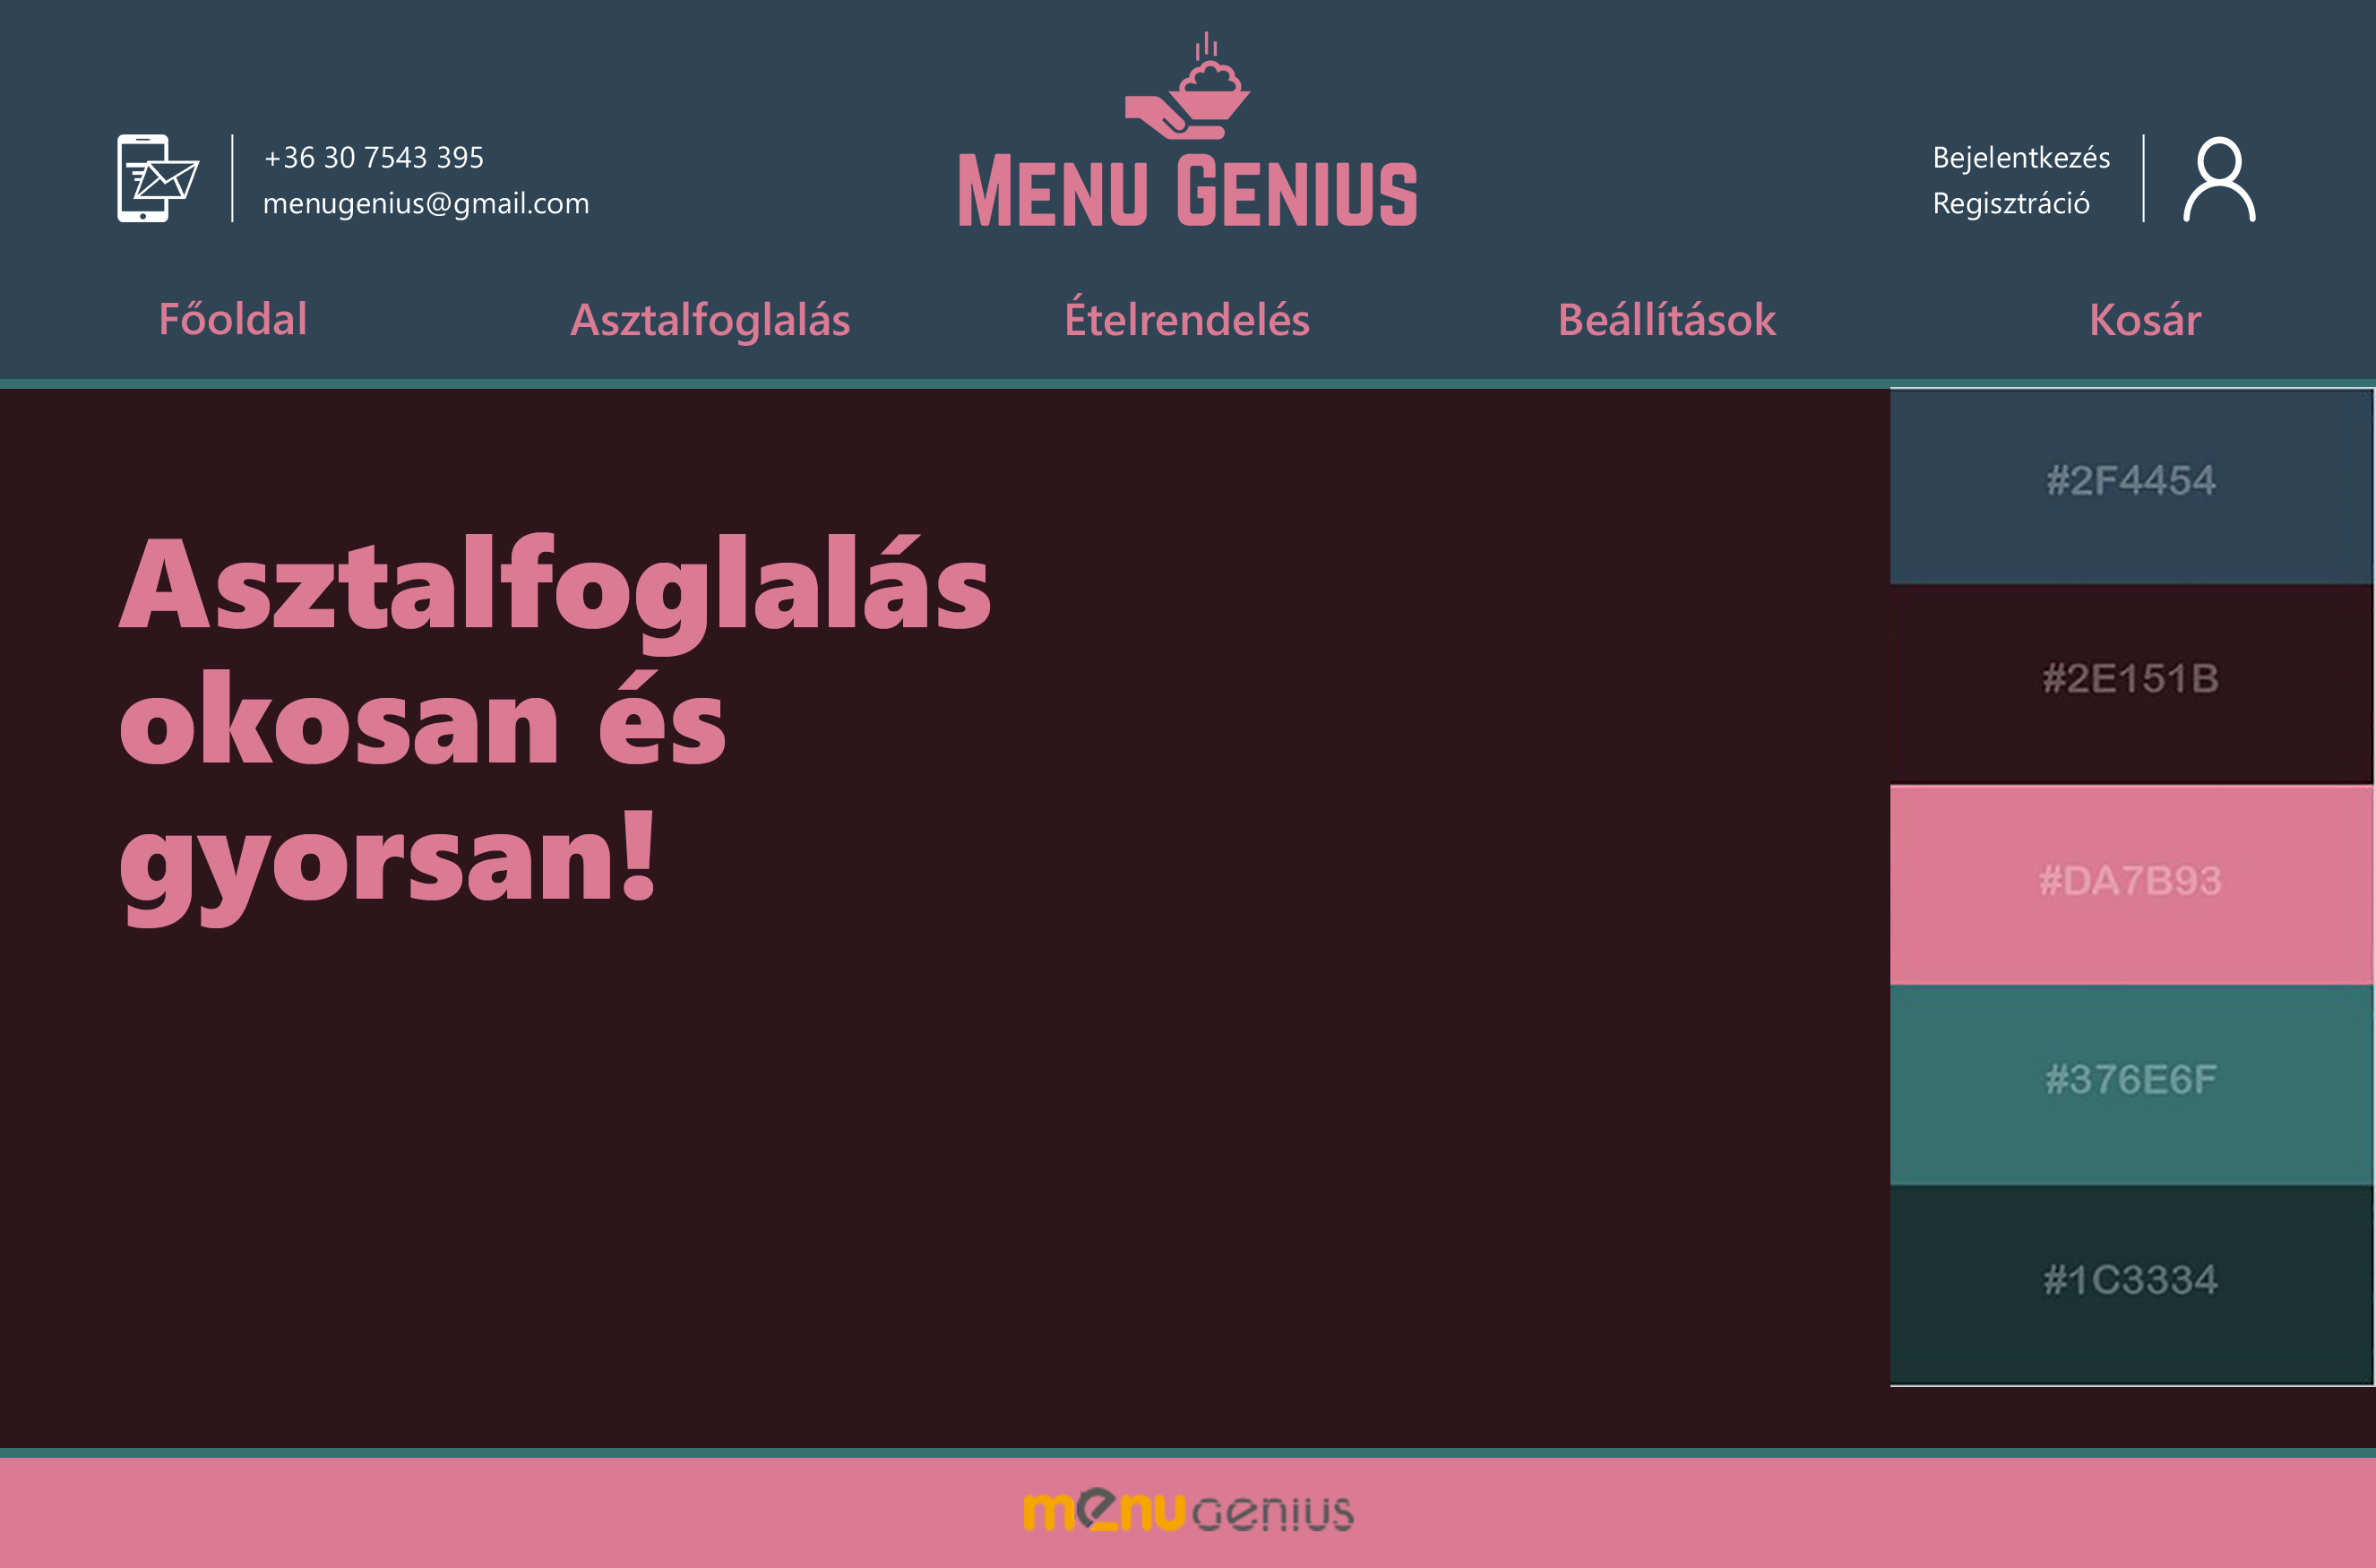 MENU GENIUS
+36 30 7543 395
menugenius@gmail.com
Bejelentkezés
Regisztráció
Főoldal
Asztalfoglalás
Ételrendelés
Beállítások
Kosár
Asztalfoglalás
okosan és
gyorsan!
#2F4454
#2E151B
#DA7B93
#376E6F
#1C3334
menugenius